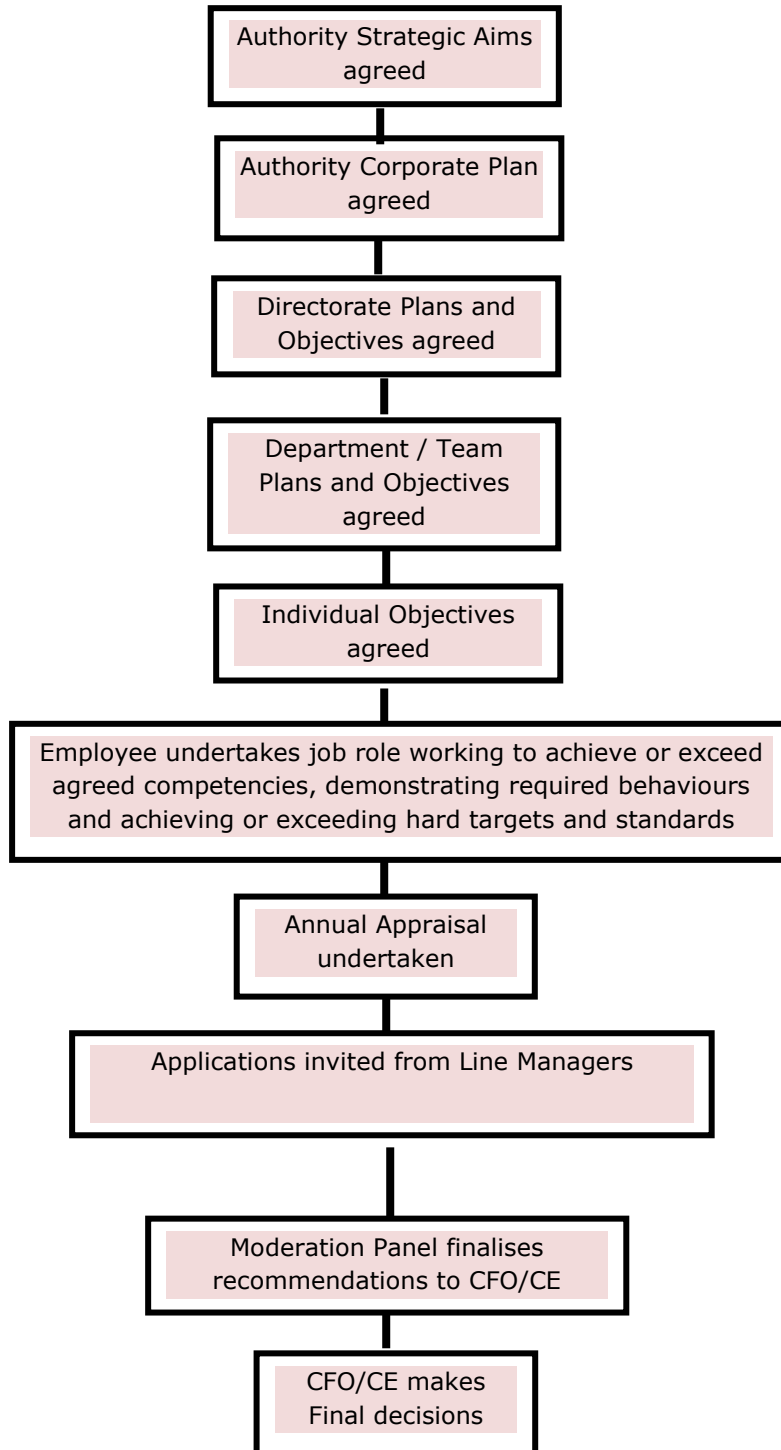 Authority Strategic Aims
agreed
Authority Corporate Plan
agreed
Directorate Plans and
Objectives agreed
Department / Team
Plans and Objectives
agreed
Individual Objectives
agreed
Employee undertakes job role working to achieve or exceed
agreed competencies, demonstrating required behaviours
and achieving or exceeding hard targets and standards
Annual Appraisal
undertaken
Applications invited from Line Managers
Moderation Panel finalises
recommendations to CFO/CE
CFO/CE makes
Final decisions